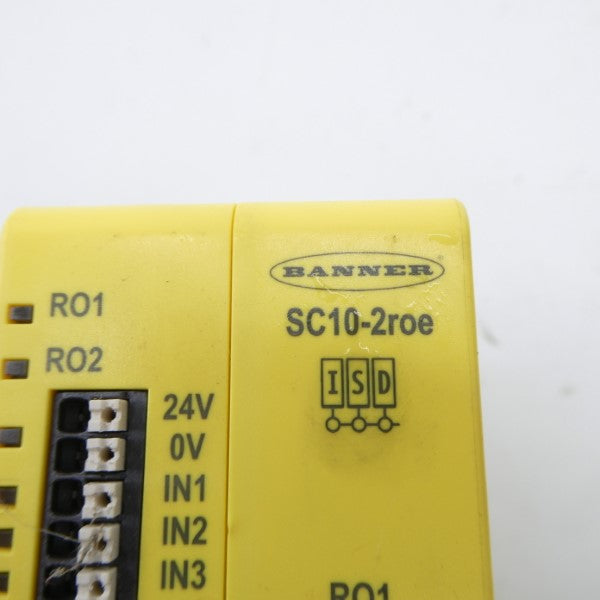 RO1
RO2
24V
0V
IN1
IN2
IN3
BANNER
SC10-2roe
ISD
RO1